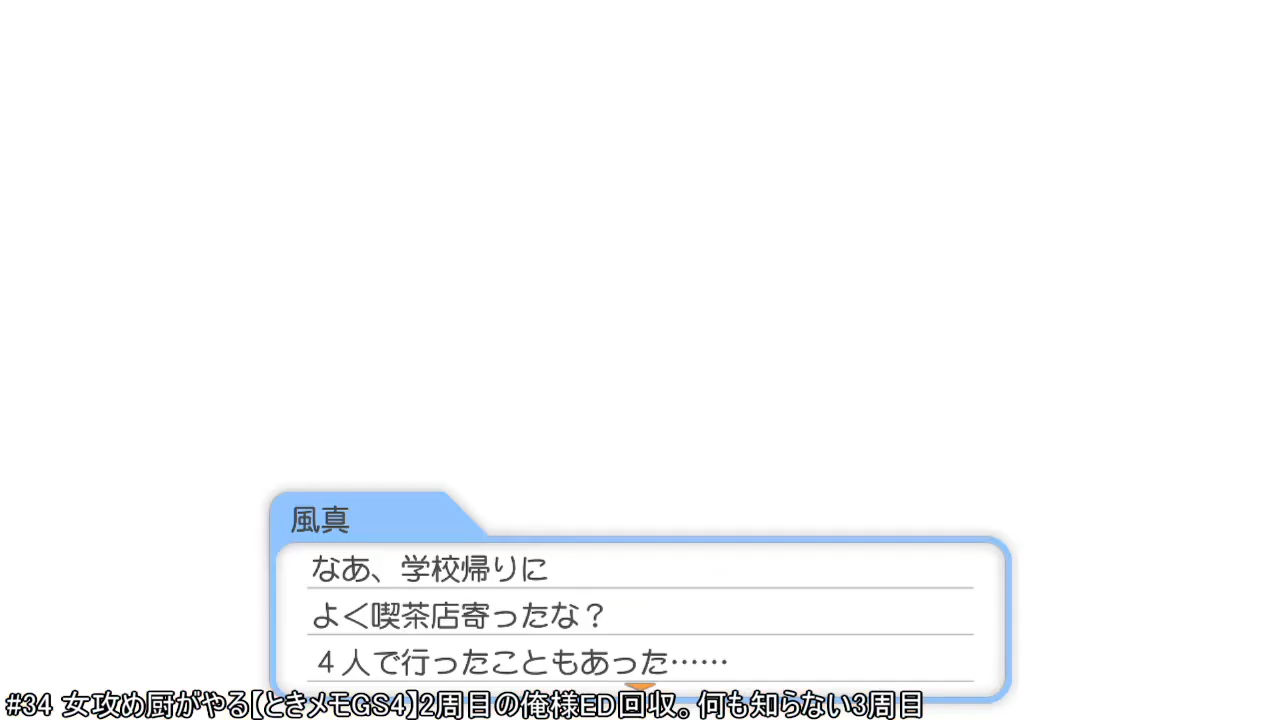 風真
なあ、学校帰りに
よく喫茶店寄ったな？
４人で行ったこともあった……
#34 女攻め厨がやる【ときメモGS4】2周目の俺様ED回収。何も知らない3周目